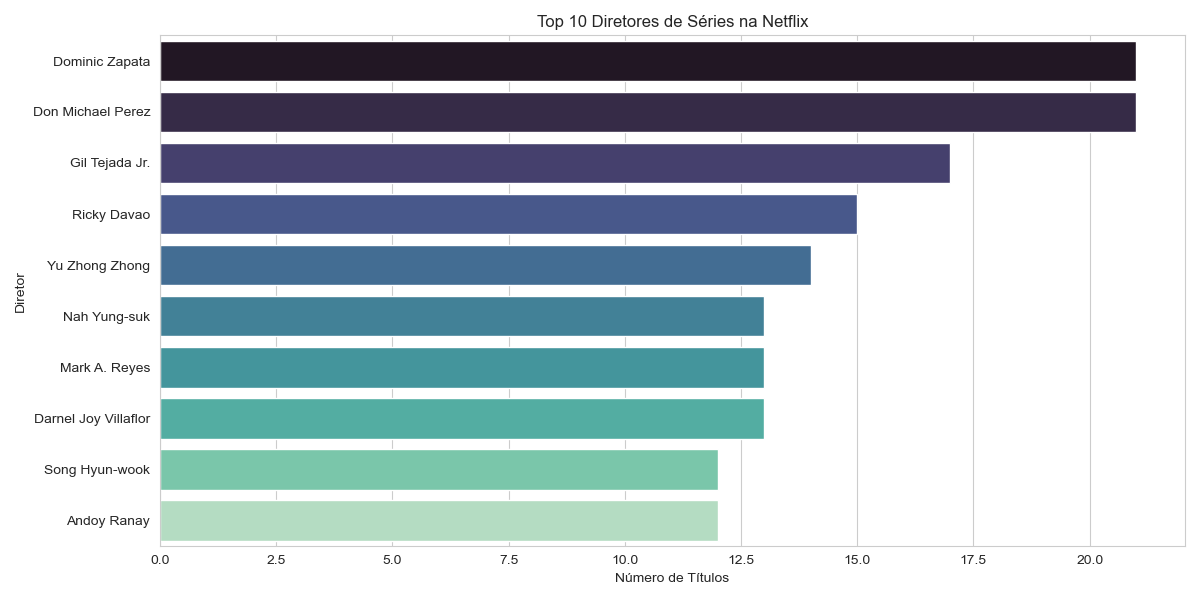 Top 10 Diretores de Séries na Netflix
Diretor
Dominic Zapata
Don Michael Perez
Gil Tejada Jr.
Ricky Davao
Yu Zhong Zhong
Nah Yung-suk
Mark A. Reyes
Darnel Joy Villaflor
Song Hyun-wook
Andoy Ranay
0.0 2.5 5.0 7.5 10.0 12.5 15.0 17.5 20.0
Número de Títulos